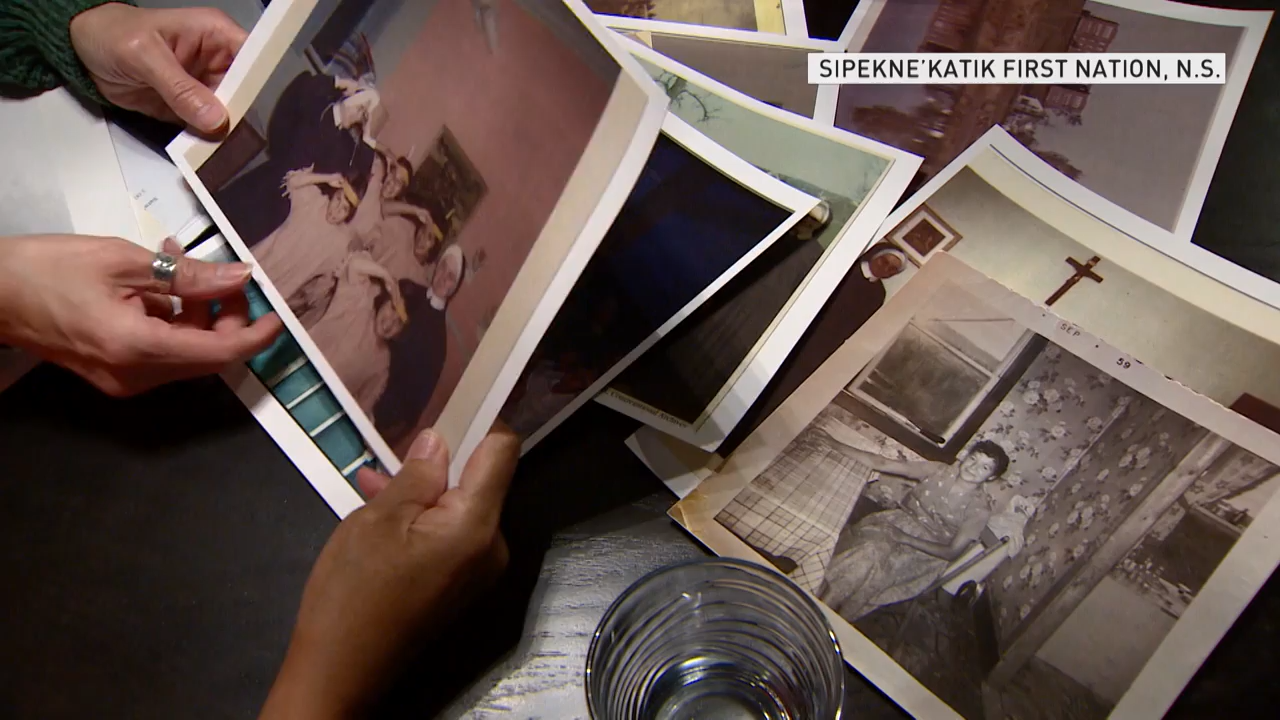 SIPEKNE'KATIK FIRST NATION, N.S.
SEP • 59